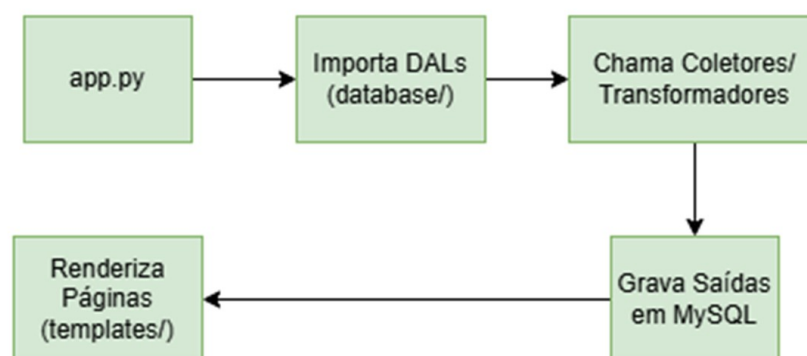 app.py
Importa DALs
(database/)
Chama Coletores/
Transformadores
Grava Saídas
em MySQL
Renderiza
Páginas
(templates/)